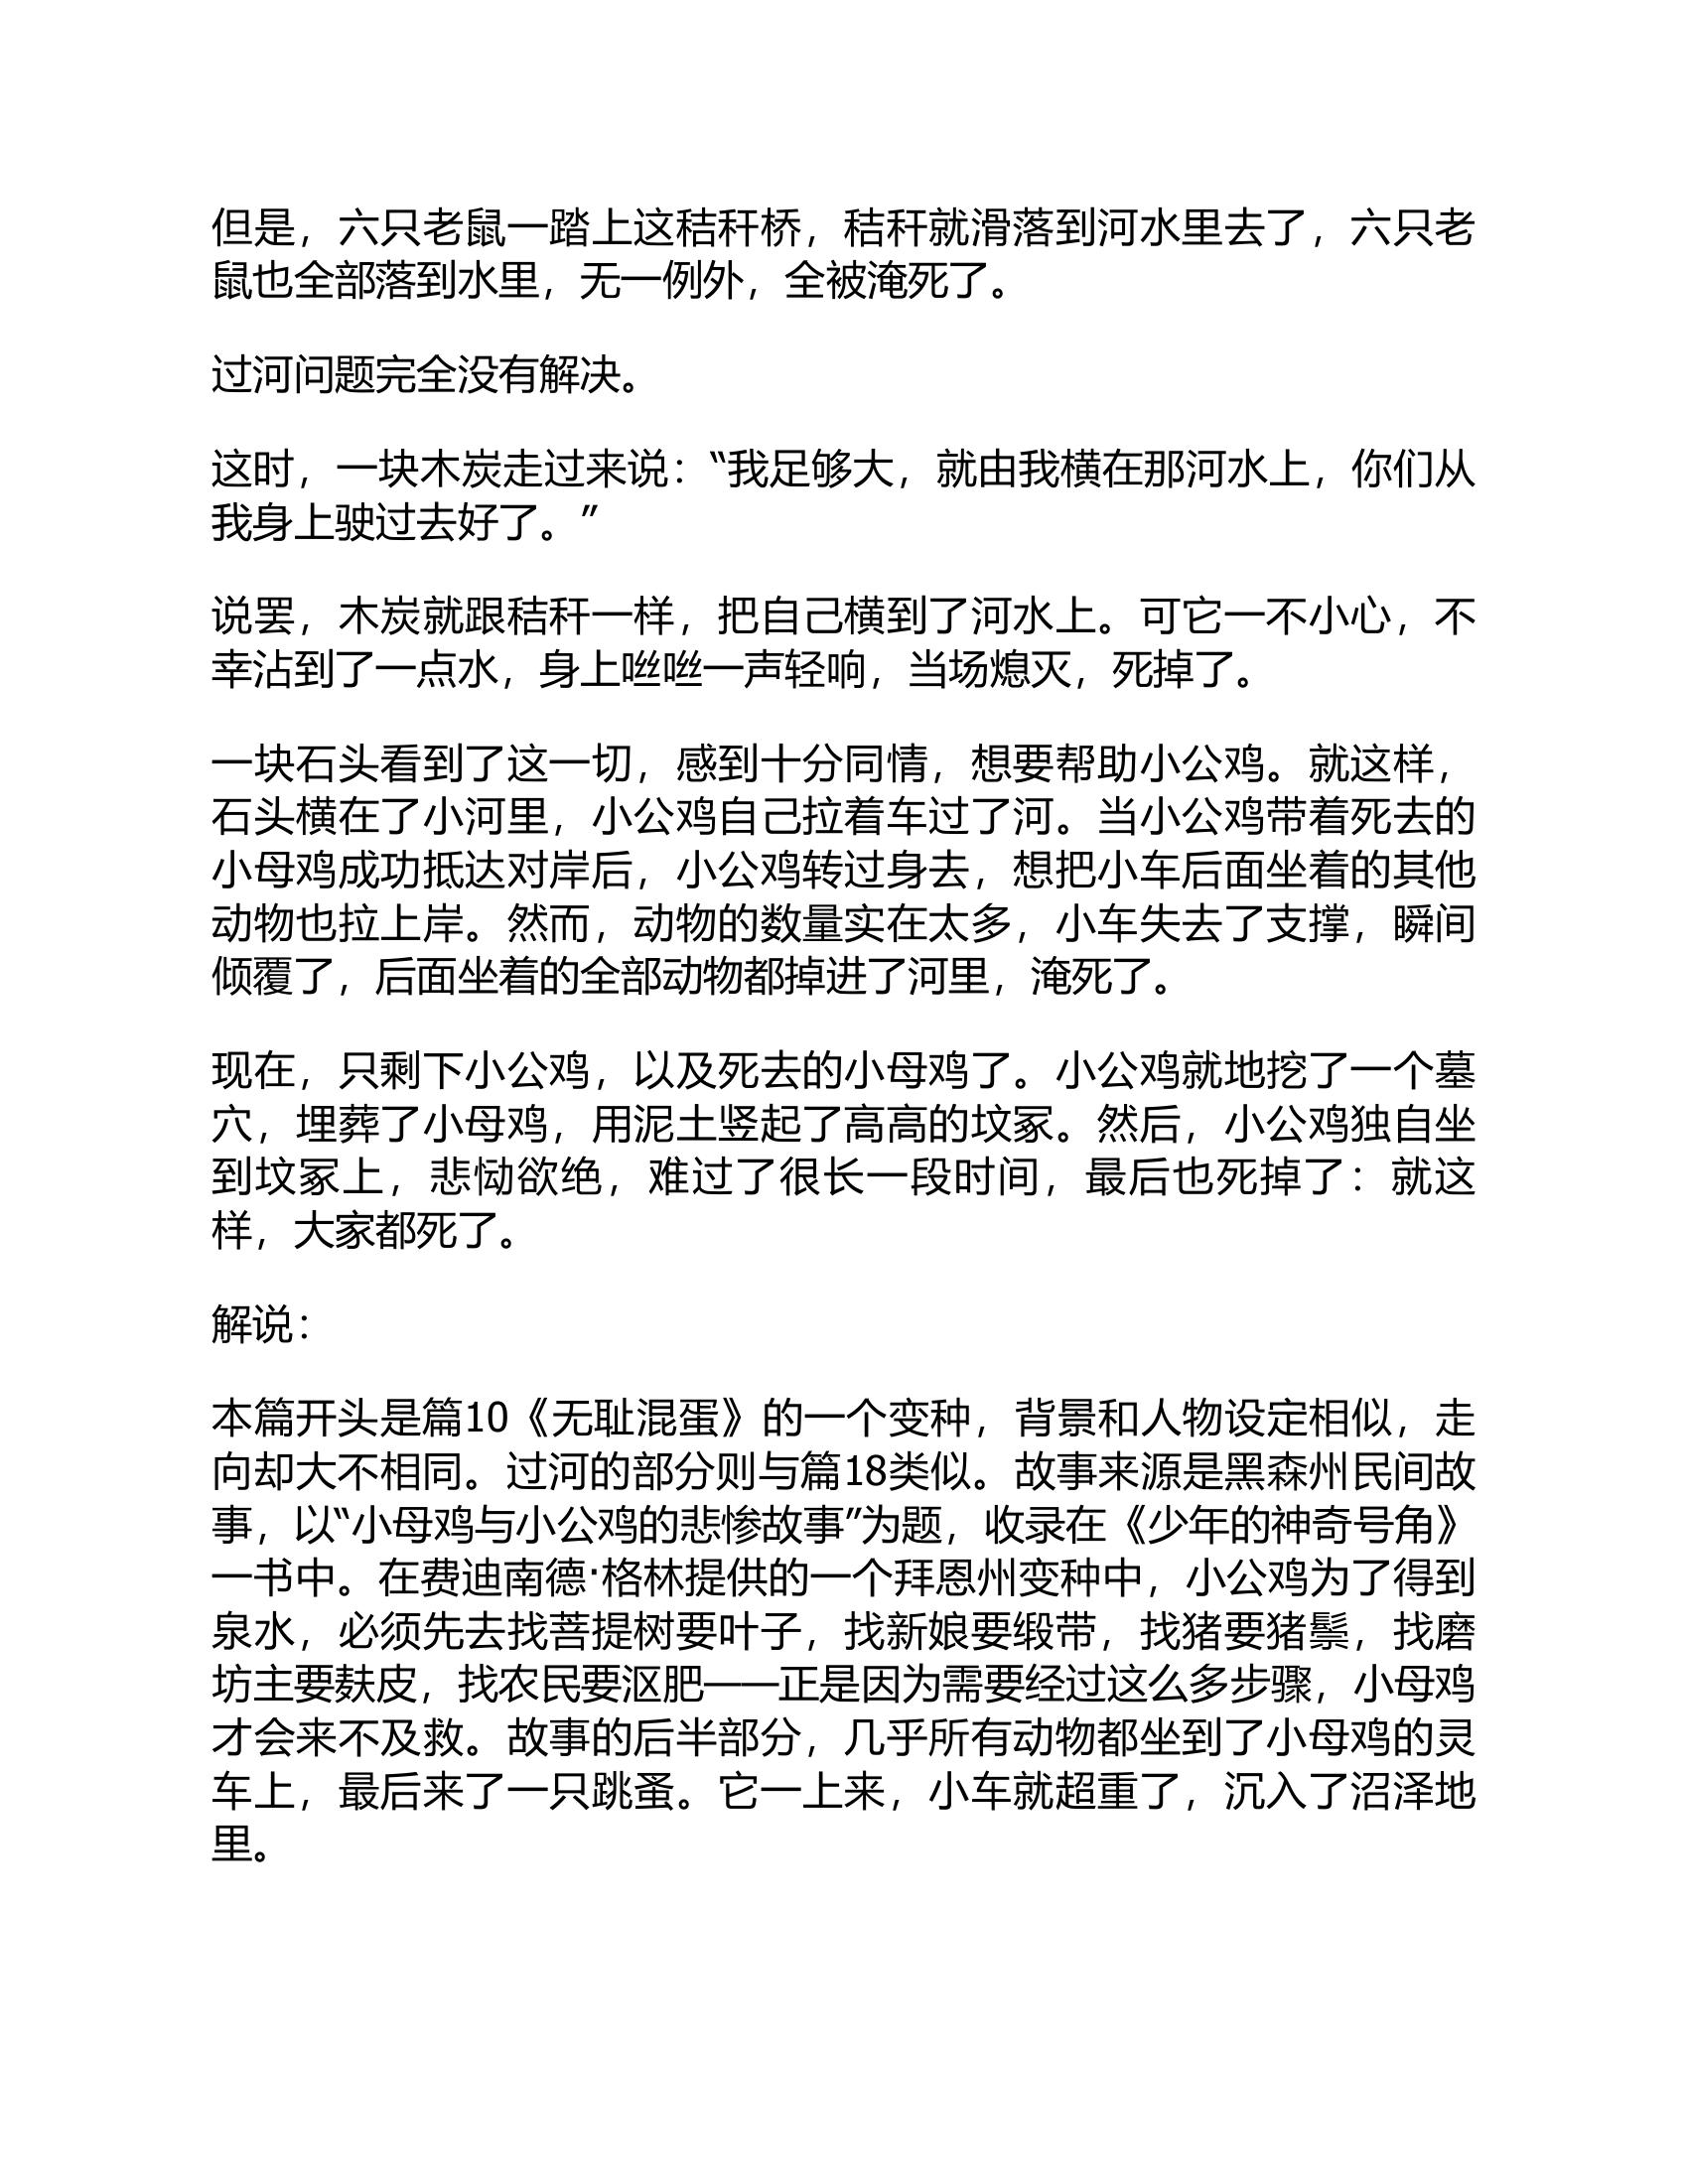 但是，六只老鼠一踏上这秸秆桥，秸秆就滑落到河水里去了，六只老
鼠也全部落到水里，无一例外，全被淹死了。
过河问题完全没有解决。
这时，一块木炭走过来说：“我足够大，就由我横在那河水上，你们从
我身上驶过去好了。”
说罢，木炭就跟秸秆一样，把自己横到了河水上。可它一不小心，不
幸沾到了一点水，身上咝咝一声轻响，当场熄灭，死掉了。
一块石头看到了这一切，感到十分同情，想要帮助小公鸡。就这样，
石头横在了小河里，小公鸡自己拉着车过了河。当小公鸡带着死去的
小母鸡成功抵达对岸后，小公鸡转过身去，想把小车后面坐着的其他
动物也拉上岸。然而，动物的数量实在太多，小车失去了支撑，瞬间
倾覆了，后面坐着的全部动物都掉进了河里，淹死了。
现在，只剩下小公鸡，以及死去的小母鸡了。小公鸡就地挖了一个墓
穴，埋葬了小母鸡，用泥土竖起了高高的坟冢。然后，小公鸡独自坐
到坟冢上，悲恸欲绝，难过了很长一段时间，最后也死掉了：就这
样，大家都死了。
解说：
本篇开头是篇10《无耻混蛋》的一个变种，背景和人物设定相似，走
向却大不相同。过河的部分则与篇18类似。故事来源是黑森州民间故
事，以“小母鸡与小公鸡的悲惨故事”为题，收录在《少年的神奇号角》
一书中。在费迪南德·格林提供的一个拜恩州变种中，小公鸡为了得到
泉水，必须先去找菩提树要叶子，找新娘要缎带，找猪要猪鬃，找磨
坊主要麸皮，找农民要沤肥——正是因为需要经过这么多步骤，小母鸡
才会来不及救。故事的后半部分，几乎所有动物都坐到了小母鸡的灵
车上，最后来了一只跳蚤。它一上来，小车就超重了，沉入了沼泽地
里。